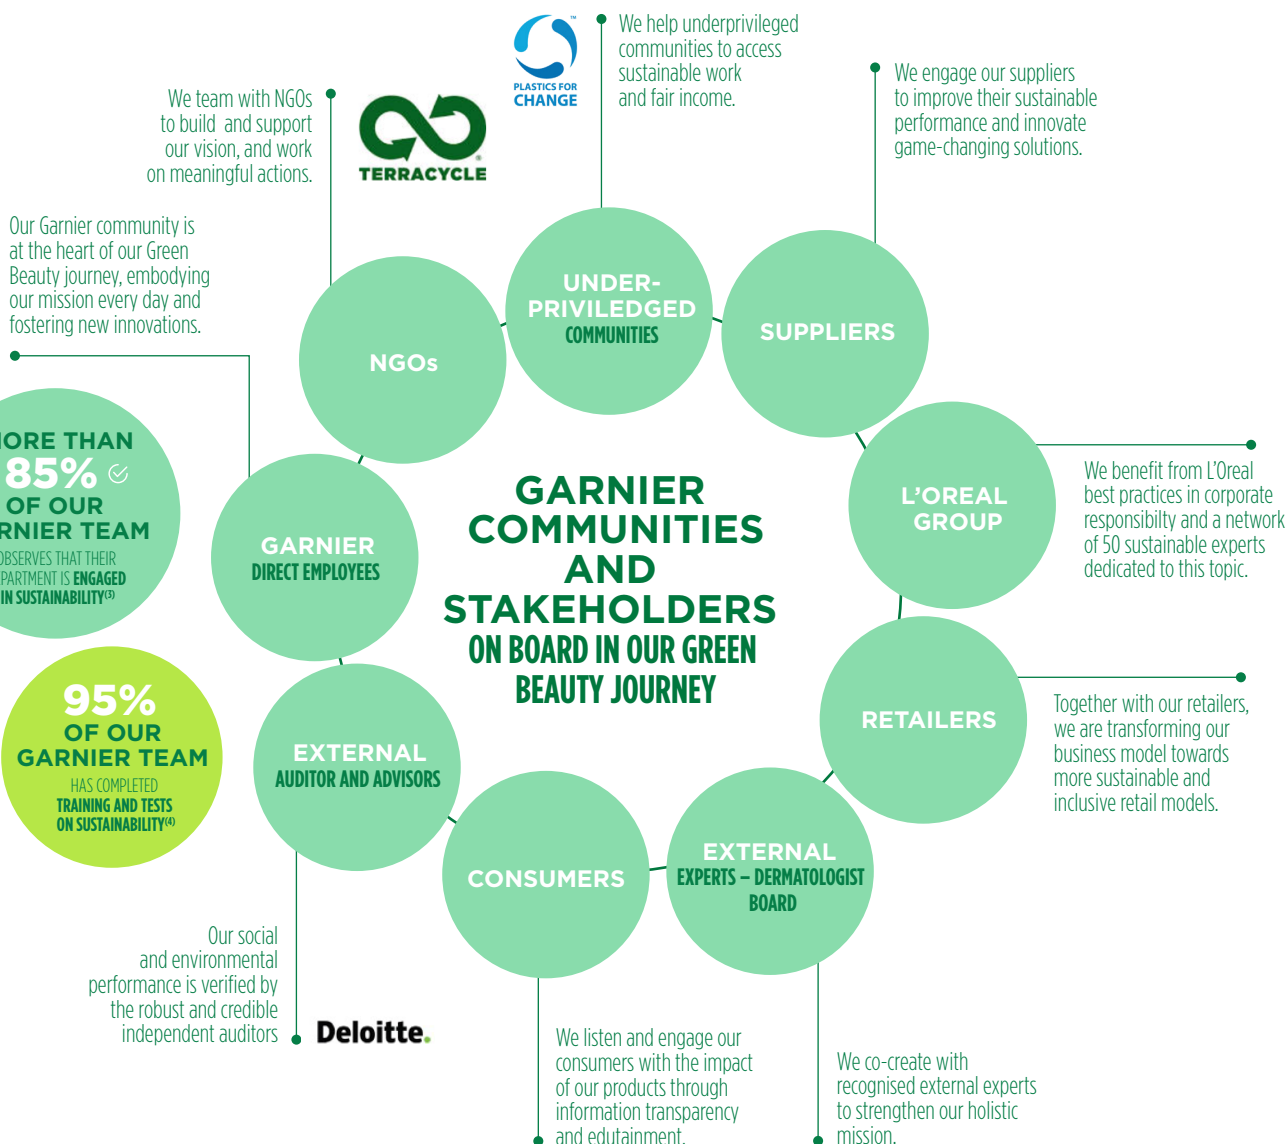 PLASTICS FOR
CHANGE
We help underprivileged
communities to access
sustainable work
and fair income.
We engage our suppliers
to improve their sustainable
performance and innovate
game-changing solutions.
We team with NGOs
to build and support
our vision, and work
on meaningful actions.
TERRACYCLE
Our Garnier community is
at the heart of our Green
Beauty journey, embodying
our mission every day and
fostering new innovations.
UNDER-
PRIVILEDGED
COMMUNITIES
SUPPLIERS
NGOs
L'OREAL
GROUP
We benefit from L'Oreal
best practices in corporate
responsibilty and a network
of 50 sustainable experts
dedicated to this topic.
THAN
85%
OF OUR
TEAM
OBSERVES THAT THEIR
IS ENGAGED
IN SUSTAINABILITY(3)
GARNIER
DIRECT EMPLOYEES
GARNIER
COMMUNITIES
AND
STAKEHOLDERS
ON BOARD IN OUR GREEN
BEAUTY JOURNEY
95%
OF OUR
GARNIER TEAM
HAS COMPLETED
TRAINING AND TESTS
ON SUSTAINABILITY(4)
EXTERNAL
AUDITOR AND ADVISORS
RETAILERS
Together with our retailers,
we are transforming our
business model towards
more sustainable and
inclusive retail models.
CONSUMERS
EXTERNAL
EXPERTS – DERMATOLOGIST
BOARD
Our social
and environmental
performance is verified by
the robust and credible
independent auditors
Deloitte.
We listen and engage our
consumers with the impact
of our products through
information transparency
and edutainment.
We co-create with
recognised external experts
to strengthen our holistic
mission.